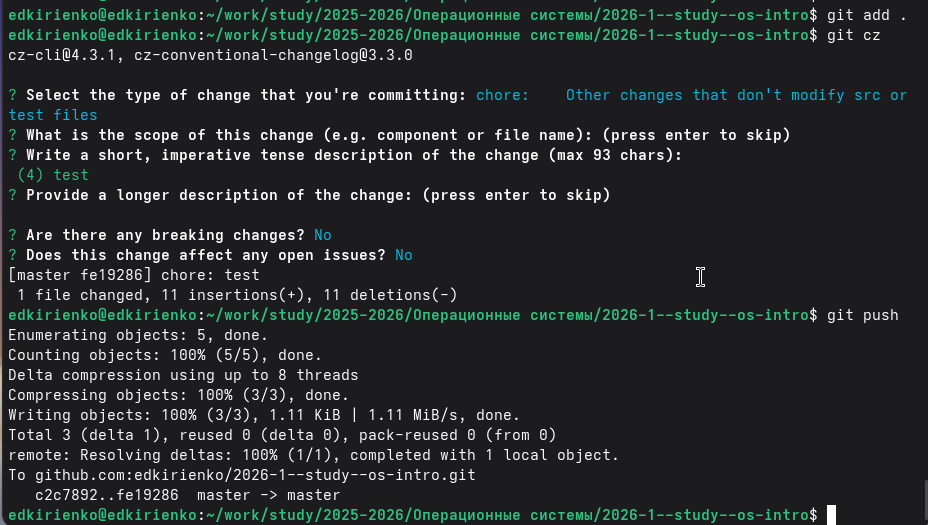 edkirienko@edkirienko:~/work/study/2025-2026/Операционные системы/2026-1--study--os-intro$ git add .
edkirienko@edkirienko:~/work/study/2025-2026/Операционные системы/2026-1--study--os-intro$ git cz
cz-cli@4.3.1, cz-conventional-changelog@3.3.0
? Select the type of change that you're committing: chore:    Other changes that don't modify src or
test files
? What is the scope of this change (e.g. component or file name): (press enter to skip)
? Write a short, imperative tense description of the change (max 93 chars):
 (4) test
? Provide a longer description of the change: (press enter to skip)
? Are there any breaking changes? No
? Does this change affect any open issues? No
[master fe19286] chore: test
 1 file changed, 11 insertions(+), 11 deletions(-)
edkirienko@edkirienko:~/work/study/2025-2026/Операционные системы/2026-1--study--os-intro$ git push
Enumerating objects: 5, done.
Counting objects: 100% (5/5), done.
Delta compression using up to 8 threads
Compressing objects: 100% (3/3), done.
Writing objects: 100% (3/3), 1.11 KiB | 1.11 MiB/s, done.
Total 3 (delta 1), reused 0 (delta 0), pack-reused 0 (from 0)
remote: Resolving deltas: 100% (1/1), completed with 1 local object.
To github.com:edkirienko/2026-1--study--os-intro.git
   c2c7892..fe19286  master -> master
edkirienko@edkirienko:~/work/study/2025-2026/Операционные системы/2026-1--study--os-intro$